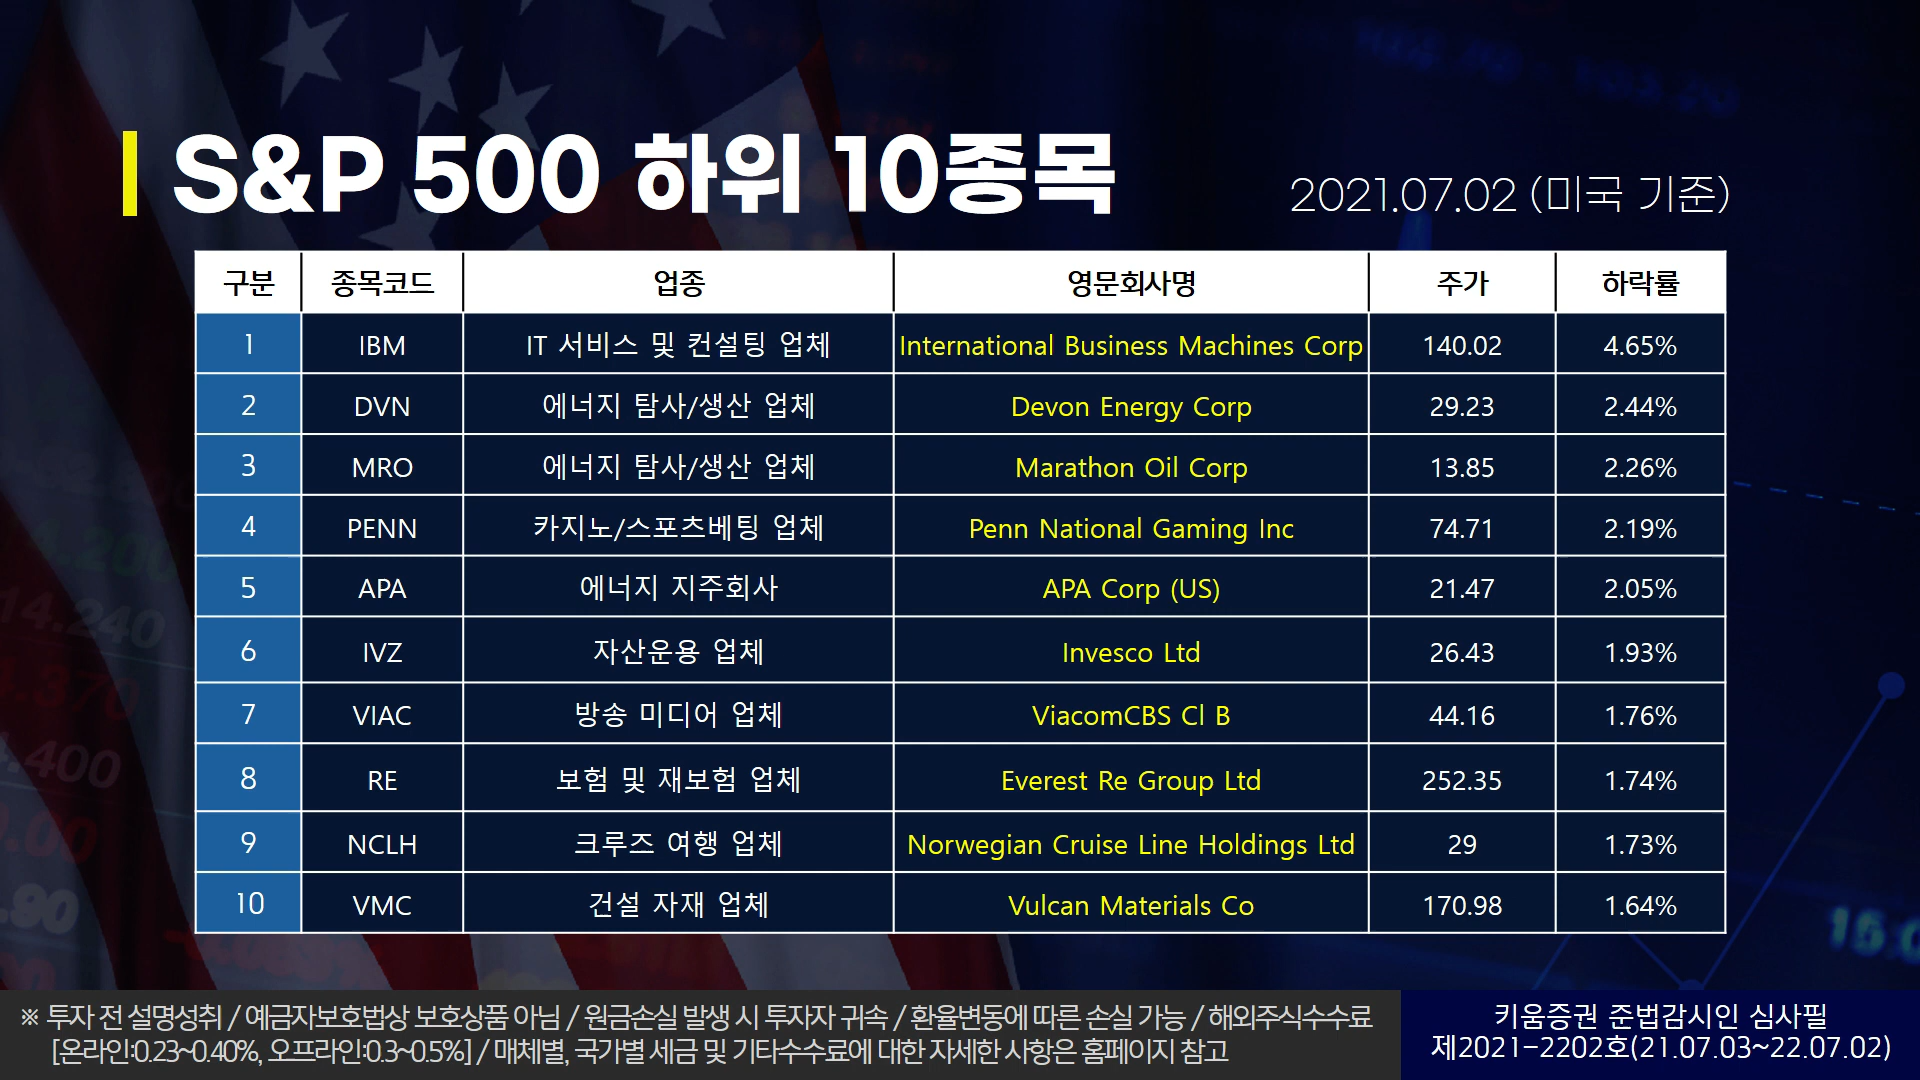 S&P 500 하위 10종목
2021.07.02 (미국 기준)
구분 종목코드 업종 영문회사명 주가 하락률
1 IBM IT 서비스 및 컨설팅 업체 International Business Machines Corp 140.02 4.65%
2 DVN 에너지 탐사/생산 업체 Devon Energy Corp 29.23 2.44%
3 MRO 에너지 탐사/생산 업체 Marathon Oil Corp 13.85 2.26%
4 PENN 카지노/스포츠베팅 업체 Penn National Gaming Inc 74.71 2.19%
5 APA 에너지 지주회사 APA Corp (US) 21.47 2.05%
6 IVZ 자산운용 업체 Invesco Ltd 26.43 1.93%
7 VIAC 방송 미디어 업체 ViacomCBS Cl B 44.16 1.76%
8 RE 보험 및 재보험 업체 Everest Re Group Ltd 252.35 1.74%
9 NCLH 크루즈 여행 업체 Norwegian Cruise Line Holdings Ltd 29 1.73%
10 VMC 건설 자재 업체 Vulcan Materials Co 170.98 1.64%
※ 투자 전 설명성취 / 예금자보호법상 보호상품 아님 / 원금손실 발생 시 투자자 귀속 / 환율변동에 따른 손실 가능 / 해외주식수수료
[온라인:0.23~0.40%, 오프라인:0.3~0.5%] / 매체별, 국가별 세금 및 기타수수료에 대한 자세한 사항은 홈페이지 참고
키움증권 준법감시인 심사필
제2021-2202호(21.07.03~22.07.02)
14.240
.400
.90